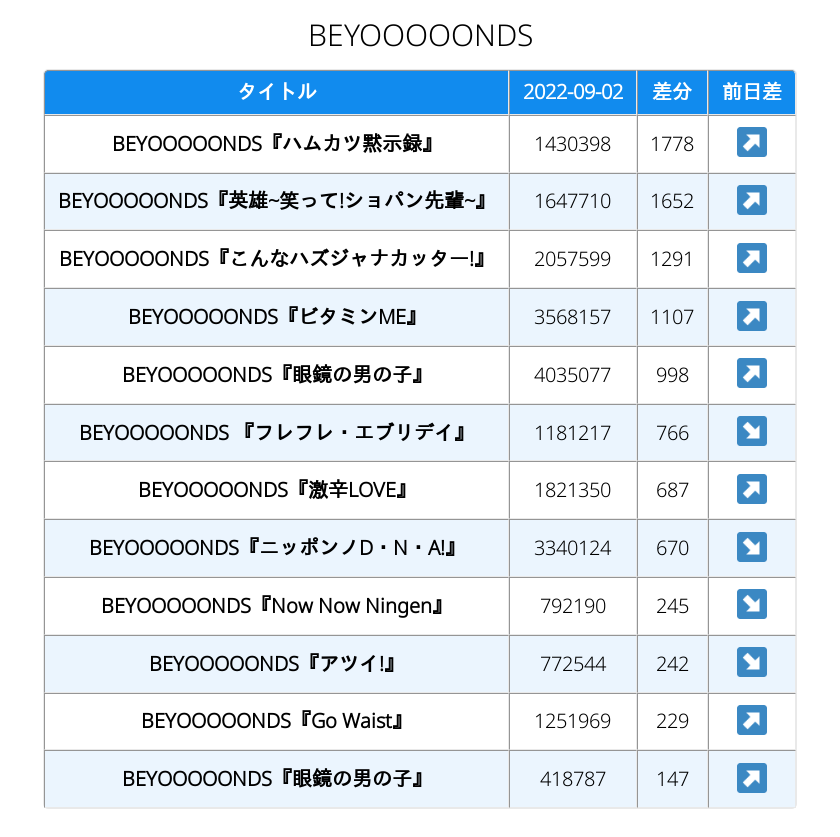 BEYOOOOONDS
タイトル 2022-09-02 差分 前日差
BEYOOOOONDS『ハムカツ黙示録』 1430398 1778 ↗
BEYOOOOONDS『英雄~笑って!ショパン先輩~』 1647710 1652 ↗
BEYOOOOONDS『こんなハズジャナカッター!』 2057599 1291 ↗
BEYOOOOONDS『ビタミンME』 3568157 1107 ↗
BEYOOOOONDS『眼鏡の男の子』 4035077 998 ↗
BEYOOOOONDS 『フレフレ・エブリデイ』 1181217 766 ↘
BEYOOOOONDS『激辛LOVE』 1821350 687 ↗
BEYOOOOONDS『ニッポンノD・N・A!』 3340124 670 ↘
BEYOOOOONDS『Now Now Ningen』 792190 245 ↘
BEYOOOOONDS『アツイ!』 772544 242 ↘
BEYOOOOONDS『Go Waist』 1251969 229 ↗
BEYOOOOONDS『眼鏡の男の子』 418787 147 ↗